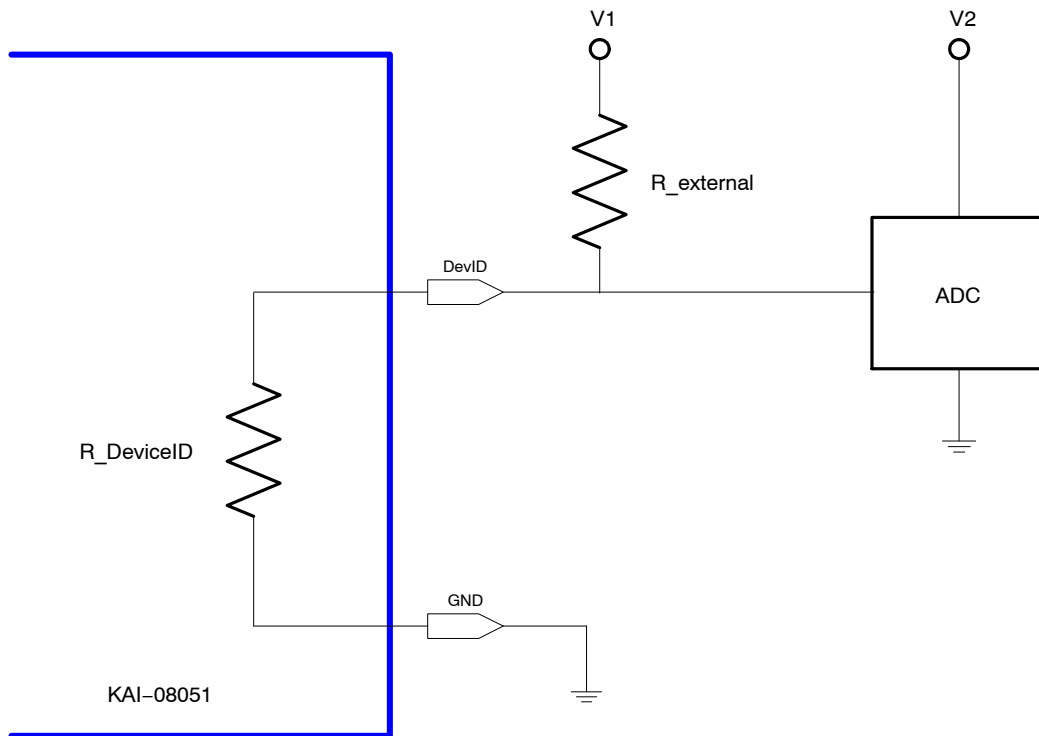 V1
V2
R_external
DevID
ADC
R_DeviceID
GND
KAI−08051